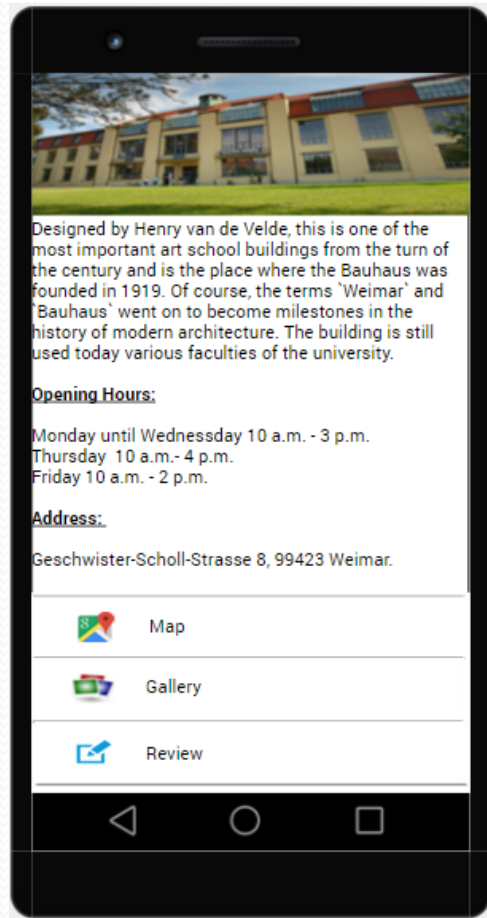 Designed by Henry van de Velde, this is one of the
most important art school buildings from the turn of
the century and is the place where the Bauhaus was
founded in 1919. Of course, the terms `Weimar` and
`Bauhaus` went on to become milestones in the
history of modern architecture. The building is still
used today various faculties of the university.
Opening Hours:
Monday until Wednessday 10 a.m. - 3 p.m.
Thursday  10 a.m.- 4 p.m.
Friday 10 a.m. - 2 p.m.
Address:
Geschwister-Scholl-Strasse 8, 99423 Weimar.
Map
Gallery
Review